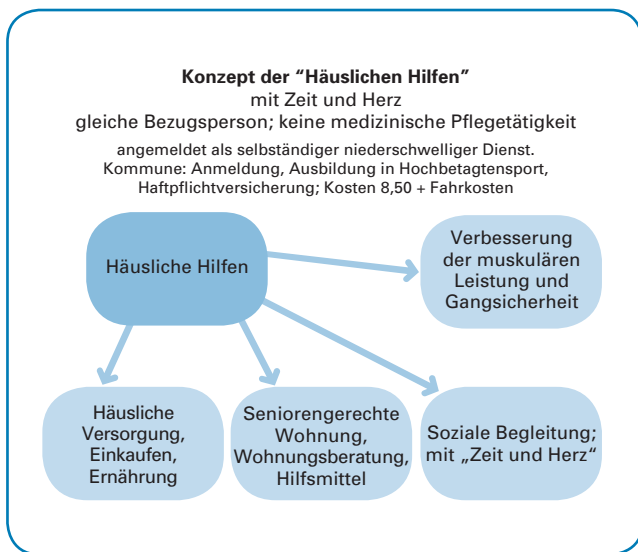 Konzept der “Häuslichen Hilfen”
mit Zeit und Herz
gleiche Bezugsperson; keine medizinische Pflegetätigkeit
angemeldet als selbständiger niederschwelliger Dienst.
Kommune: Anmeldung, Ausbildung in Hochbetagtensport,
Haftpflichtversicherung; Kosten 8,50 + Fahrkosten
Häusliche Hilfen
Verbesserung
der muskulären
Leistung und
Gangsicherheit
Häusliche
Versorgung,
Einkaufen,
Ernährung
Seniorengerechte
Wohnung,
Wohnungsberatung,
Hilfsmittel
Soziale Begleitung;
mit „Zeit und Herz“